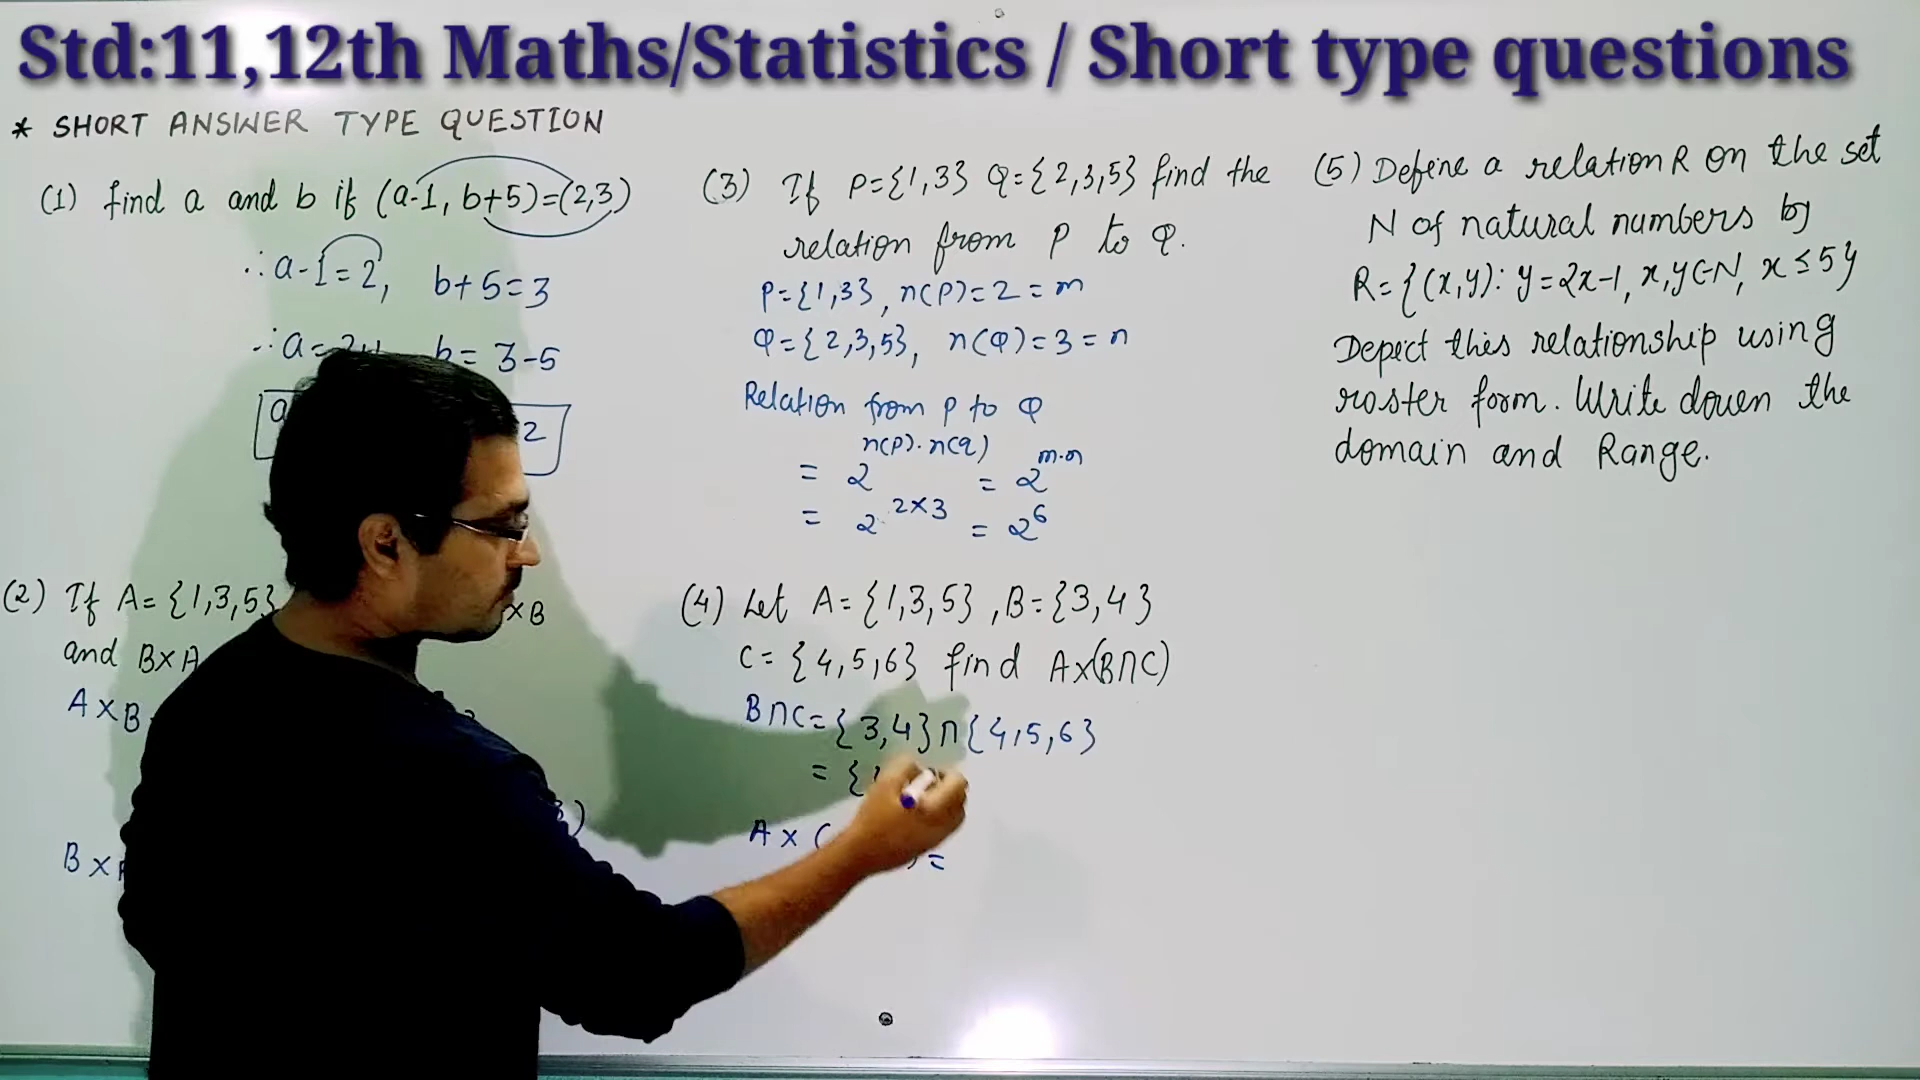 Std:11,12th Maths/Statistics / Short type questions
* SHORT ANSWER TYPE QUESTION
(1) find a and b if (a-1, b+5)=(2,3)
∴ a-1=2, b+5=3
∴ a= b= 3-5
2
(2) If A={1,3,5} ×B
and B×A
A×B
B×
(3) If P={1,3} Q={2,3,5} find the
relation from P to Q.
P={1,3}, n(P)=2=m
Q={2,3,5}, n(Q)=3=n
Relation from P to Q
= 2^n(P).n(q) = 2^m.n
= 2^2×3 = 2^6
(4) Let A={1,3,5}, B={3,4}
C={4,5,6} find A×(B∩C)
B∩C={3,4}∩{4,5,6}
= {
A×( )=
(5) Define a relation R on the set
N of natural numbers by
R={(x,y): y=2x-1, x,y∈N, x≤5}
Depict this relationship using
roster form. Write down the
domain and Range.